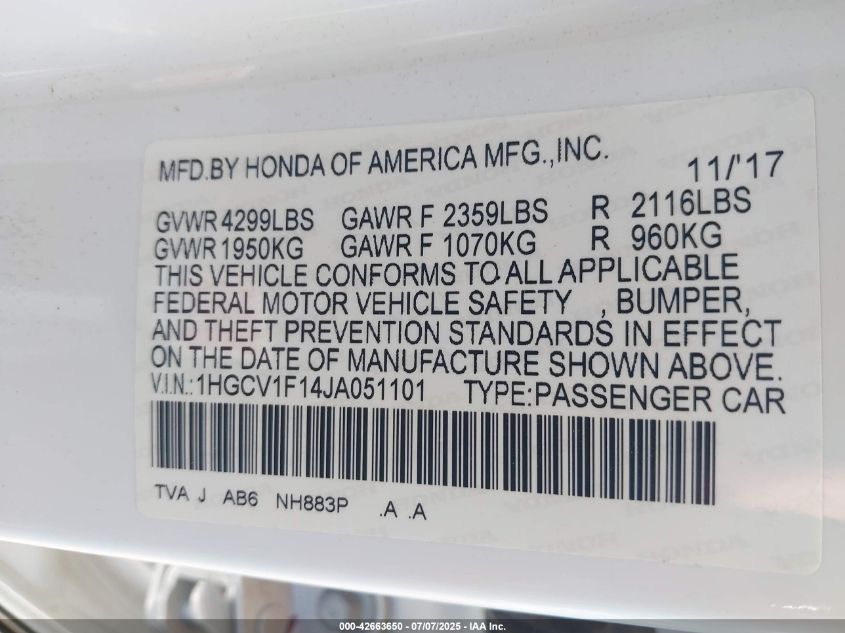 MFD.BY HONDA OF AMERICA MFG.,INC. 11/'17
GVWR 4299LBS GAWR F 2359LBS R 2116LBS
GVWR 1950KG GAWR F 1070KG R 960KG
THIS VEHICLE CONFORMS TO ALL APPLICABLE
FEDERAL MOTOR VEHICLE SAFETY , BUMPER,
AND THEFT PREVENTION STANDARDS IN EFFECT
ON THE DATE OF MANUFACTURE SHOWN ABOVE.
V.I.N.:1HGCV1F14JA051101 TYPE:PASSENGER CAR
TVA J AB6 NH883P .A .A
000-42663650 - 07/07/2025 - IAA Inc.